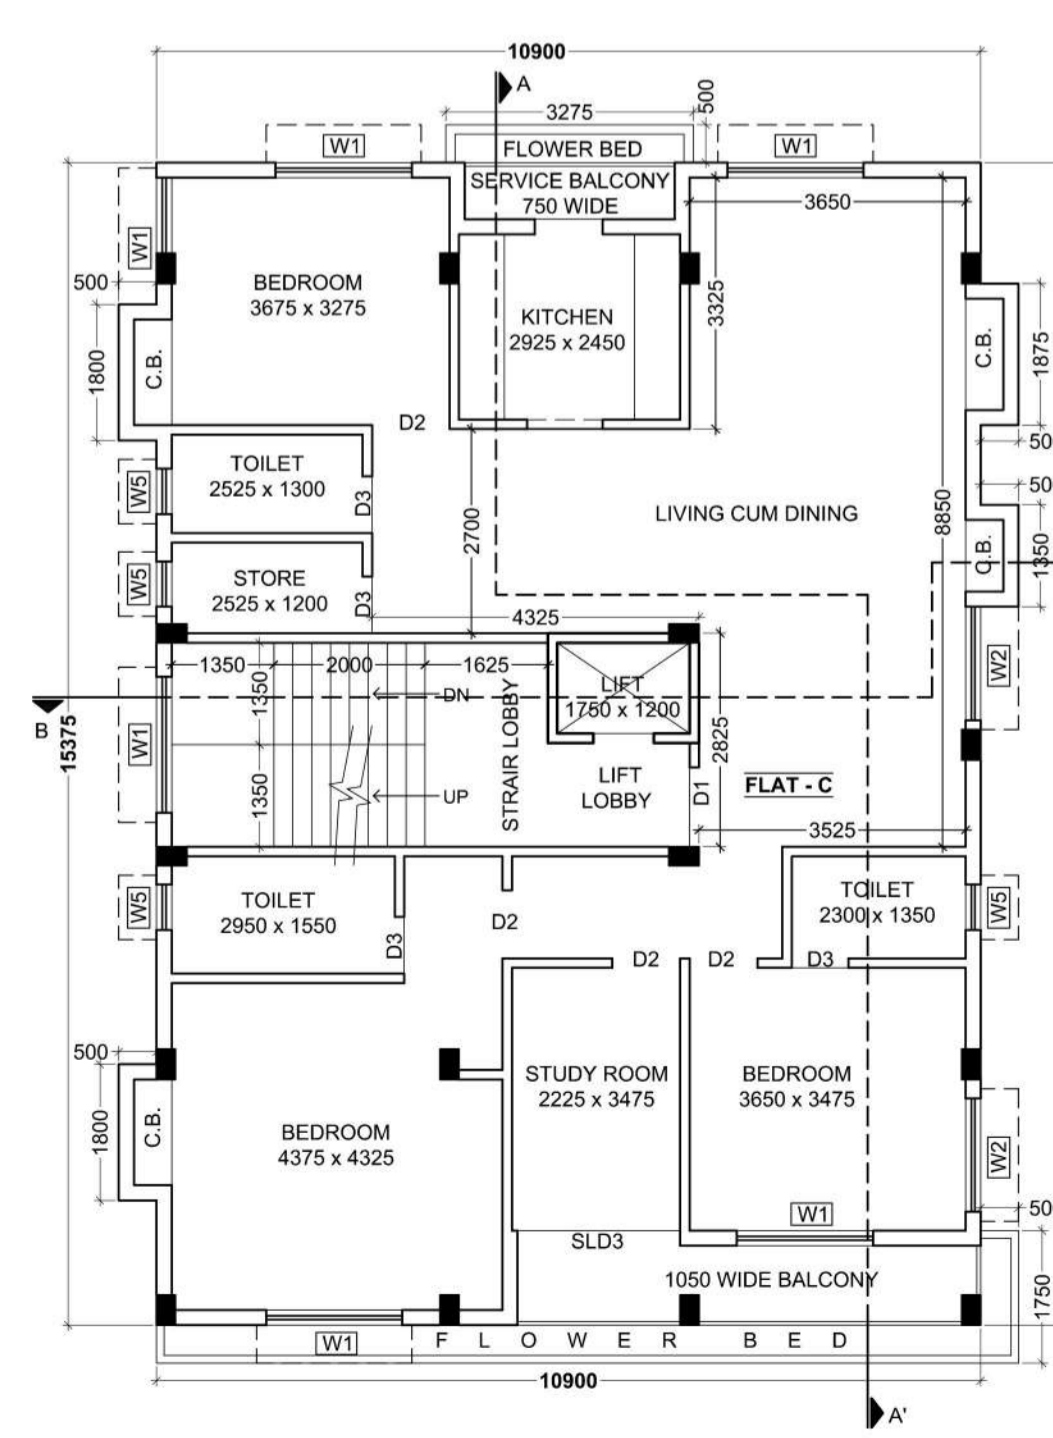 10900
A
3275
500
W1
FLOWER BED
W1
SERVICE BALCONY
750 WIDE
3650
W1
500
BEDROOM
3675 x 3275
KITCHEN
2925 x 2450
3325
C.B.
1800
C.B.
1875
D2
50
TOILET
2525 x 1300
W5
D3
2700
LIVING CUM DINING
8850
50
C.B.
1350
STORE
2525 x 1200
W5
D3
4325
1350
2000
1625
W2
1350
DN
LIFT
1750 x 1200
B
15375
W1
STRAIR LOBBY
2825
LIFT
LOBBY
D1
FLAT - C
1350
UP
3525
TOILET
2950 x 1550
W5
D3
D2
TOILET
2300 x 1350
W5
D2
D2
D3
500
STUDY ROOM
2225 x 3475
BEDROOM
3650 x 3475
C.B.
1800
BEDROOM
4375 x 4325
W2
W1
50
SLD3
1050 WIDE BALCONY
1750
W1
FLOWER BED
10900
A'